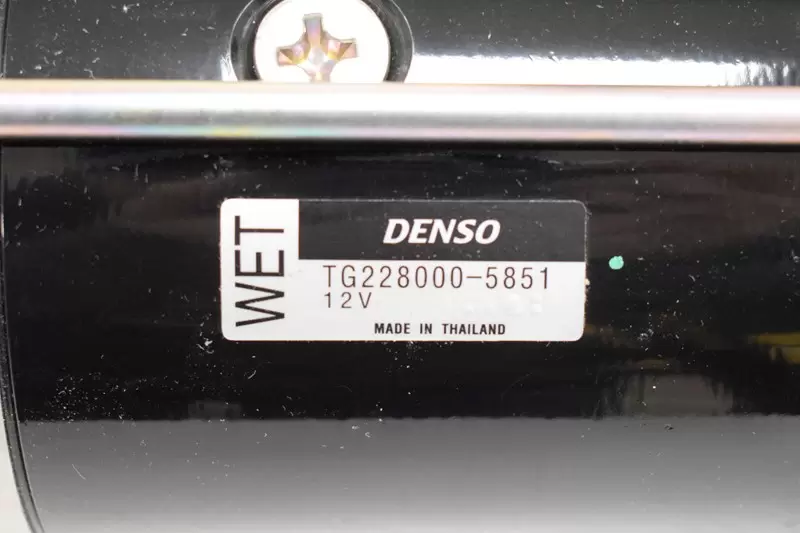 WET
DENSO
TG228000-5851
12V
MADE IN THAILAND